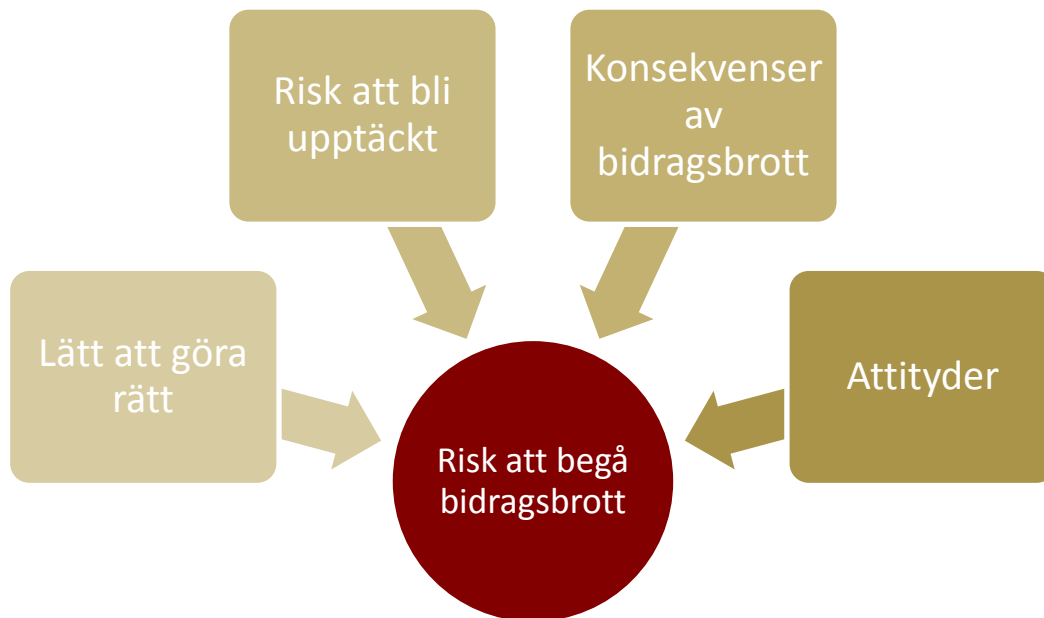 Risk att bli
upptäckt
Konsekvenser
av
bidragsbrott
Lätt att göra
rätt
Attityder
Risk att begå
bidragsbrott